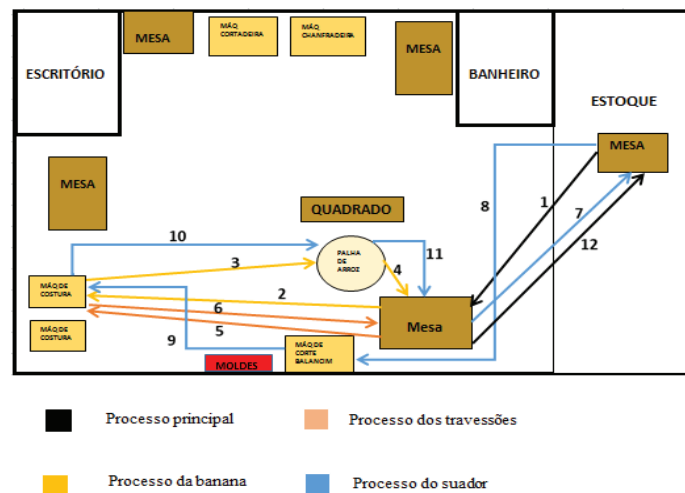 ESCRITÓRIO
MESA
MÁQ.
CORTADEIRA
MÁQ.
CHANFRADEIRA
MESA
BANHEIRO
ESTOQUE
MESA
MESA
QUADRADO
PALHA
DE
ARROZ
1
7
8
12
10
11
3
4
2
MÁQ.DE
COSTURA
6
5
Mesa
MÁQ.DE
COSTURA
9
MÁQ.DE
CORTE
BALANCIM
MOLDES
Processo principal
Processo dos travessões
Processo da banana
Processo do suador